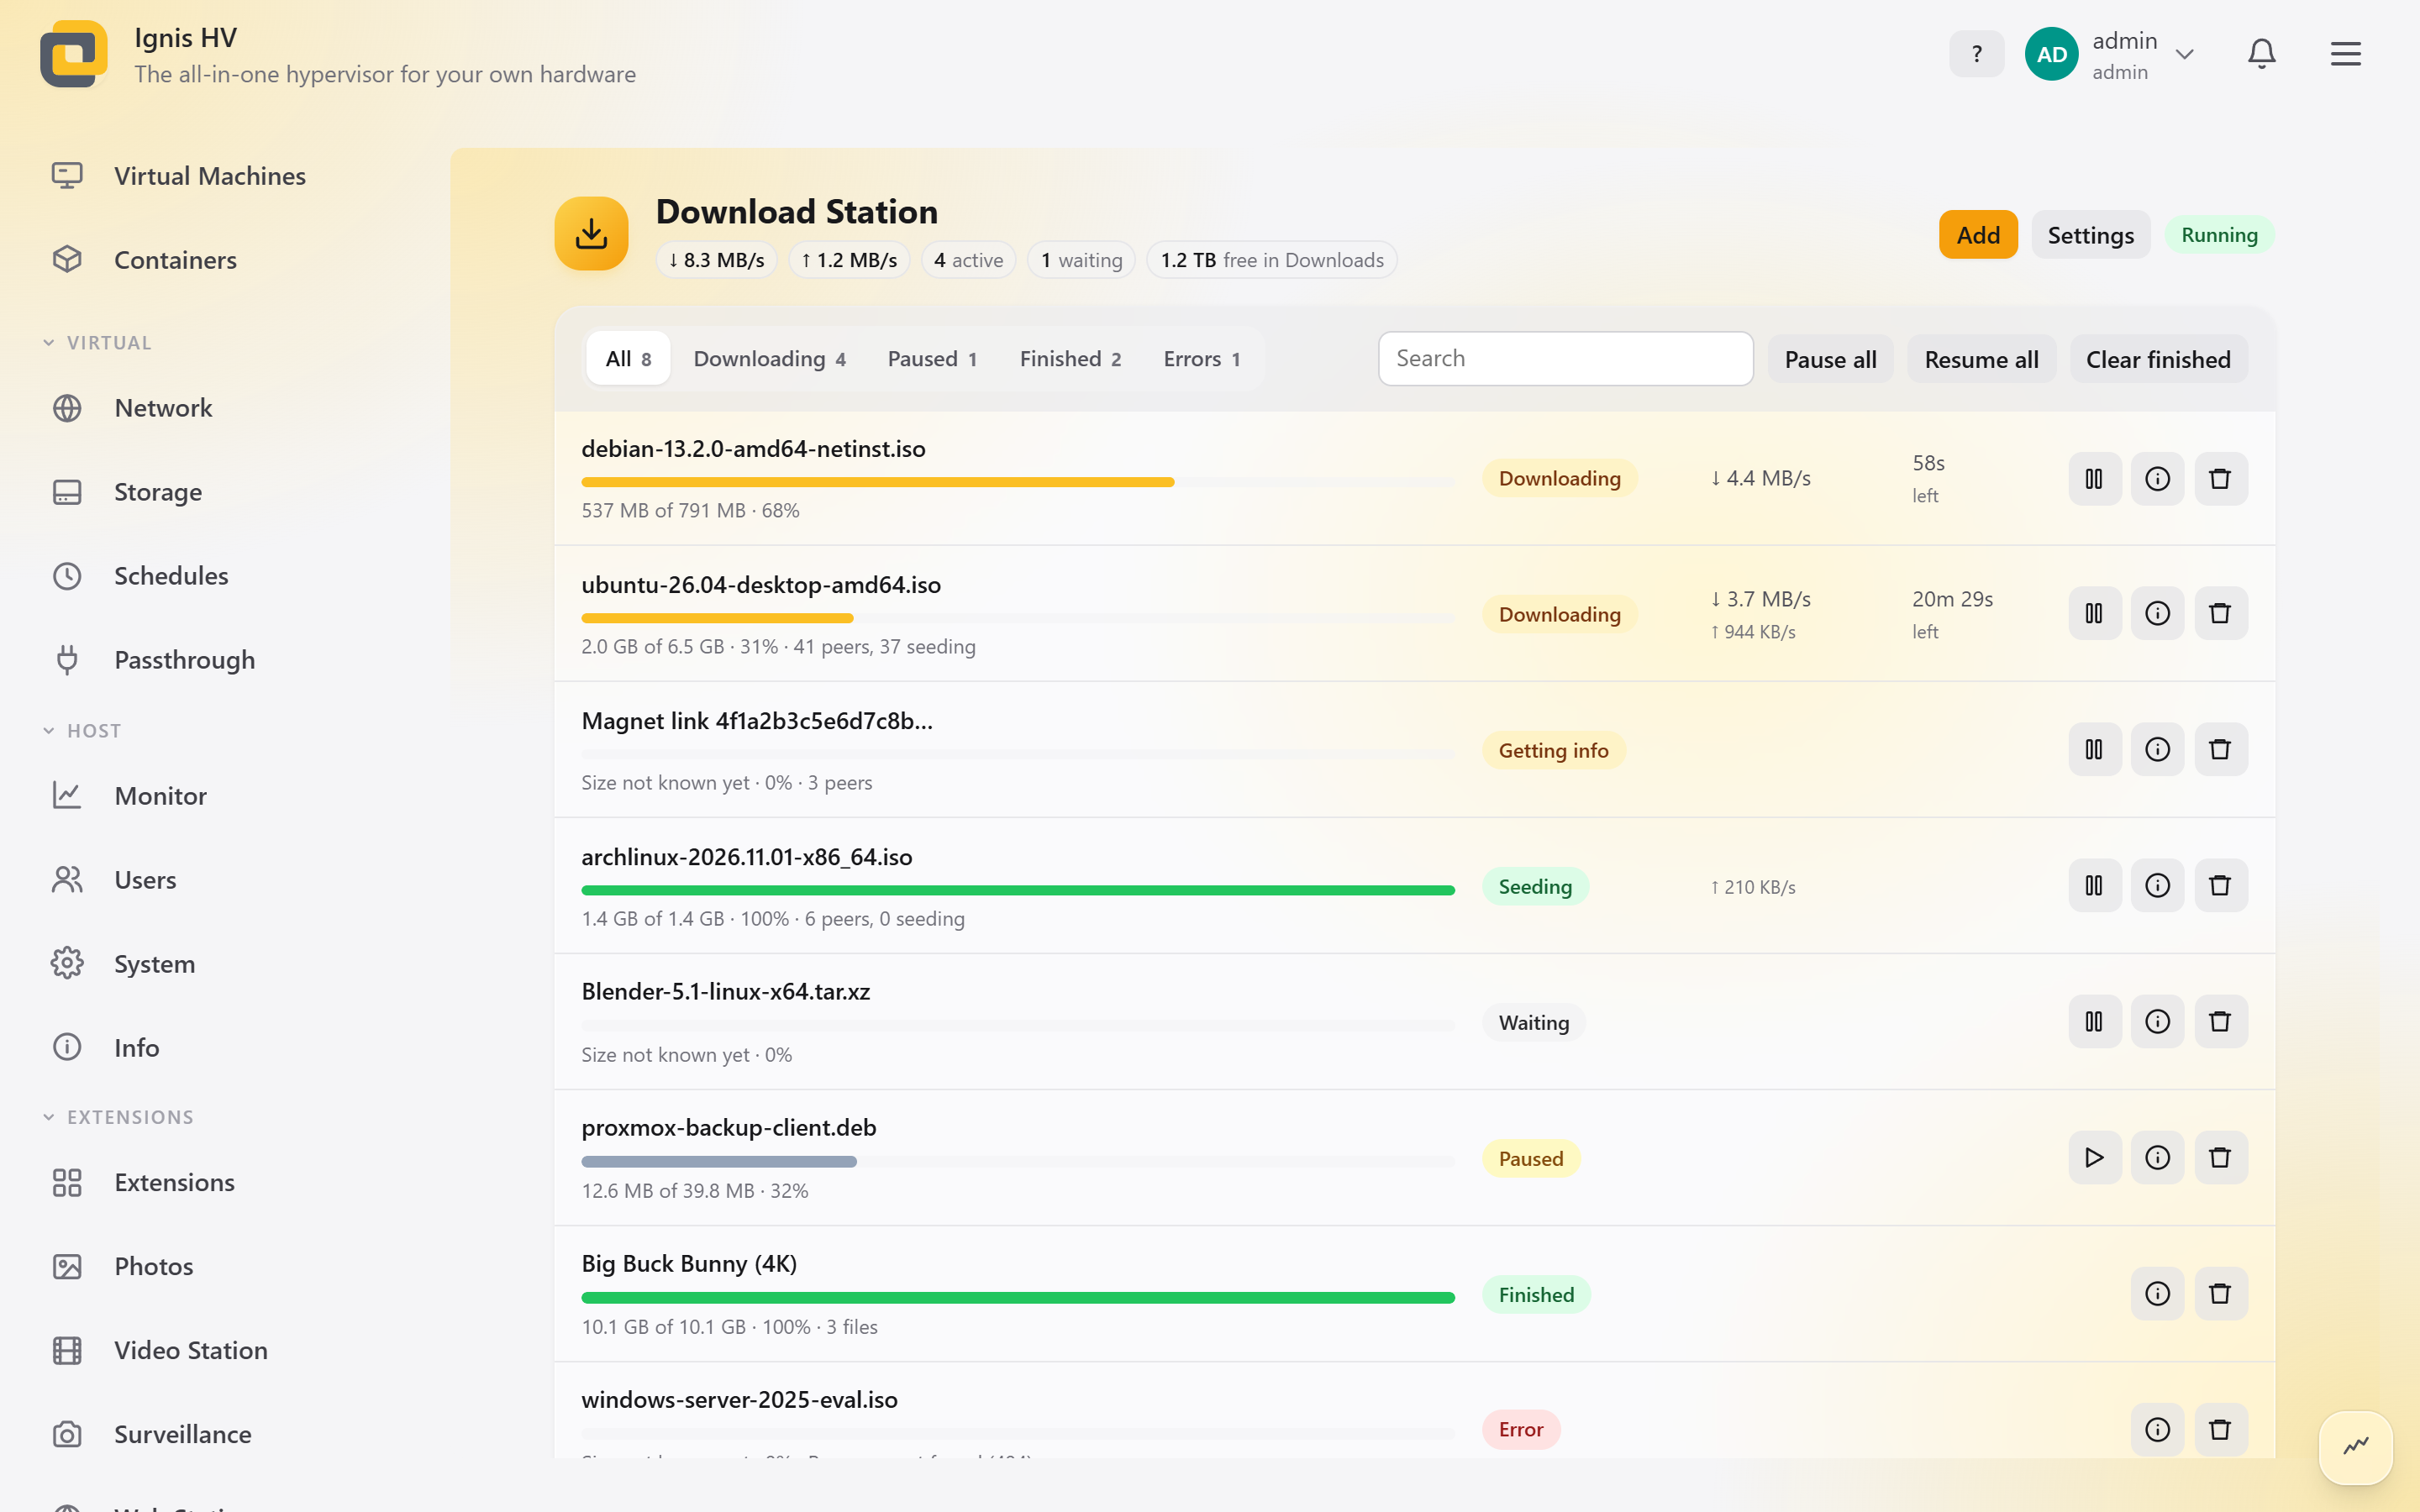 Ignis HV
The all-in-one hypervisor for your own hardware
?
AD
admin
admin
Virtual Machines
Containers
VIRTUAL
Network
Storage
Schedules
Passthrough
HOST
Monitor
Users
System
Info
EXTENSIONS
Extensions
Photos
Video Station
Surveillance
Download Station
↓ 8.3 MB/s
↑ 1.2 MB/s
4 active
1 waiting
1.2 TB free in Downloads
Add
Settings
Running
All 8
Downloading 4
Paused 1
Finished 2
Errors 1
Search
Pause all
Resume all
Clear finished
debian-13.2.0-amd64-netinst.iso
537 MB of 791 MB · 68%
Downloading
↓ 4.4 MB/s
58s
left
ubuntu-26.04-desktop-amd64.iso
2.0 GB of 6.5 GB · 31% · 41 peers, 37 seeding
Downloading
↓ 3.7 MB/s
↑ 944 KB/s
20m 29s
left
Magnet link 4f1a2b3c5e6d7c8b...
Size not known yet · 0% · 3 peers
Getting info
archlinux-2026.11.01-x86_64.iso
1.4 GB of 1.4 GB · 100% · 6 peers, 0 seeding
Seeding
↑ 210 KB/s
Blender-5.1-linux-x64.tar.xz
Size not known yet · 0%
Waiting
proxmox-backup-client.deb
12.6 MB of 39.8 MB · 32%
Paused
Big Buck Bunny (4K)
10.1 GB of 10.1 GB · 100% · 3 files
Finished
windows-server-2025-eval.iso
Error